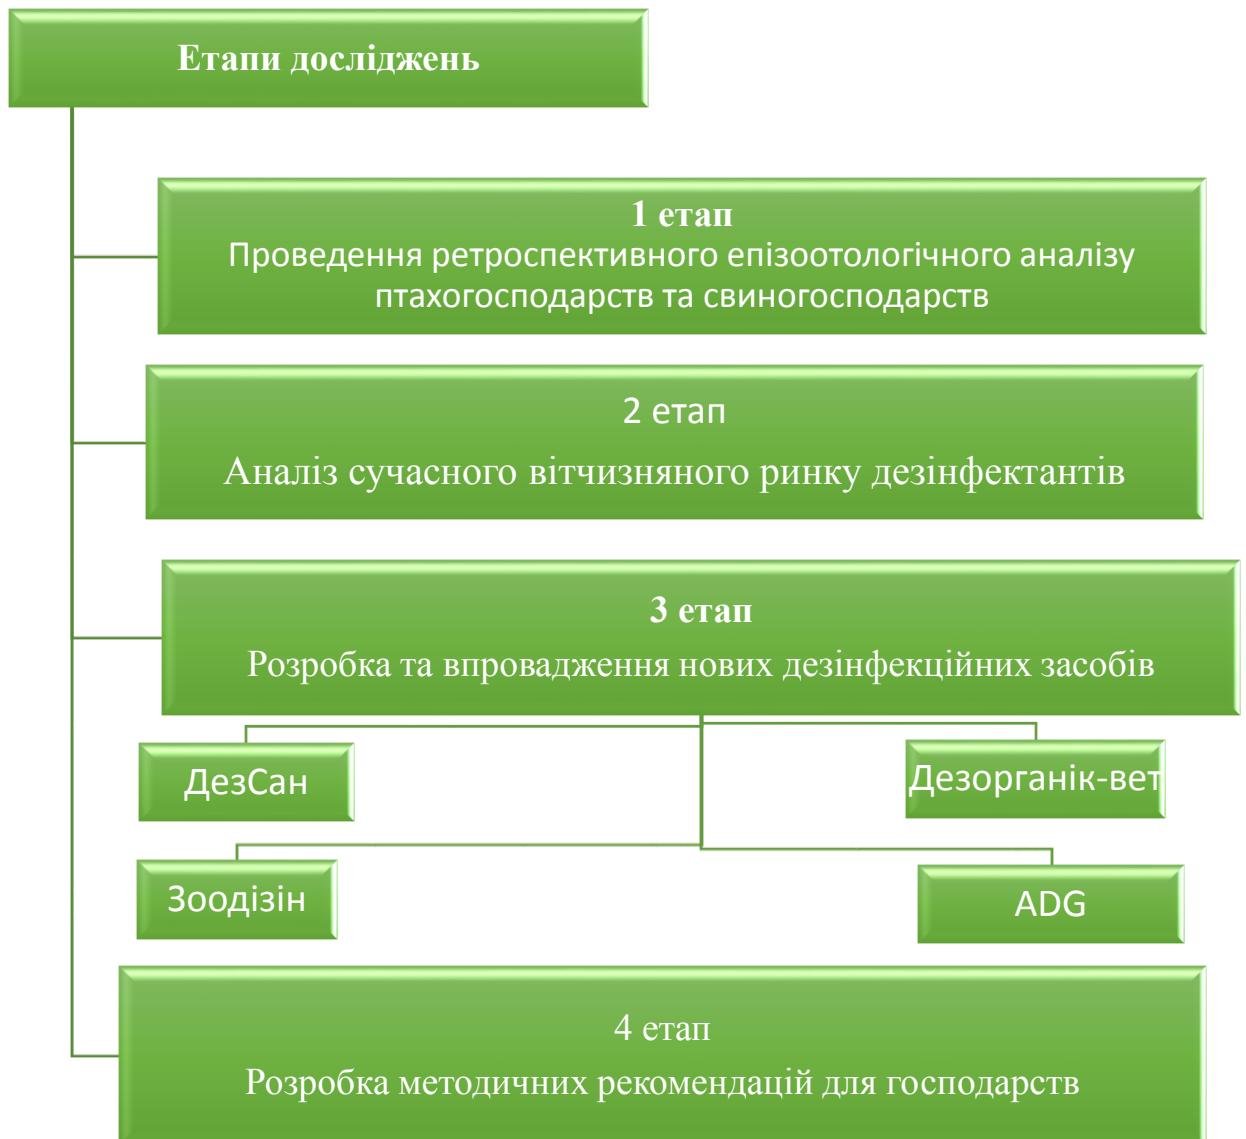 Етапи досліджень
1 етап
Проведення ретроспективного епізоотологічного аналізу
птахогосподарств та свиногосподарств
2 етап
Аналіз сучасного вітчизняного ринку дезінфектантів
3 етап
Розробка та впровадження нових дезінфекційних засобів
ДезСан
Дезорганік-вет
Зоодізін
ADG
4 етап
Розробка методичних рекомендацій для господарств